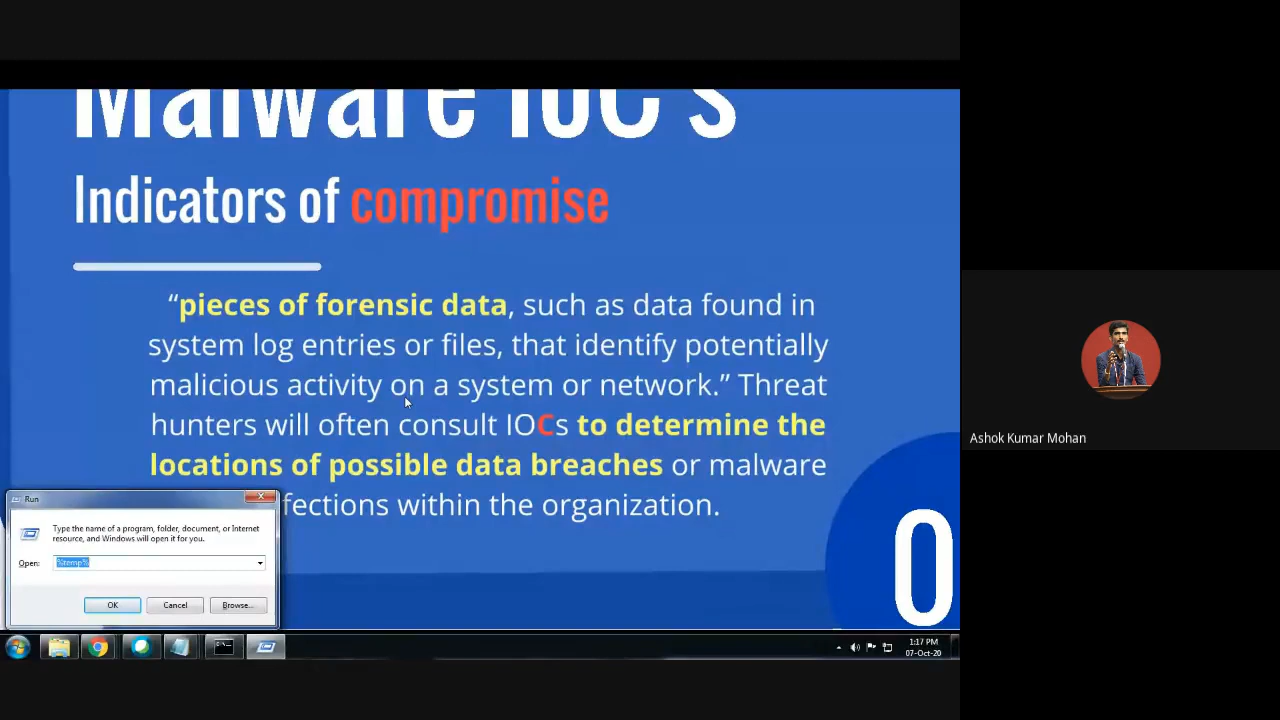 Malware IoC's
Indicators of compromise
“pieces of forensic data, such as data found in
system log entries or files, that identify potentially
malicious activity on a system or network.” Threat
hunters will often consult IOCs to determine the
locations of possible data breaches or malware
fections within the organization.
0
Run
Type the name of a program, folder, document, or Internet
resource, and Windows will open it for you.
Open: %temp%
OK Cancel Browse...
1:17 PM
07-Oct-20
Ashok Kumar Mohan